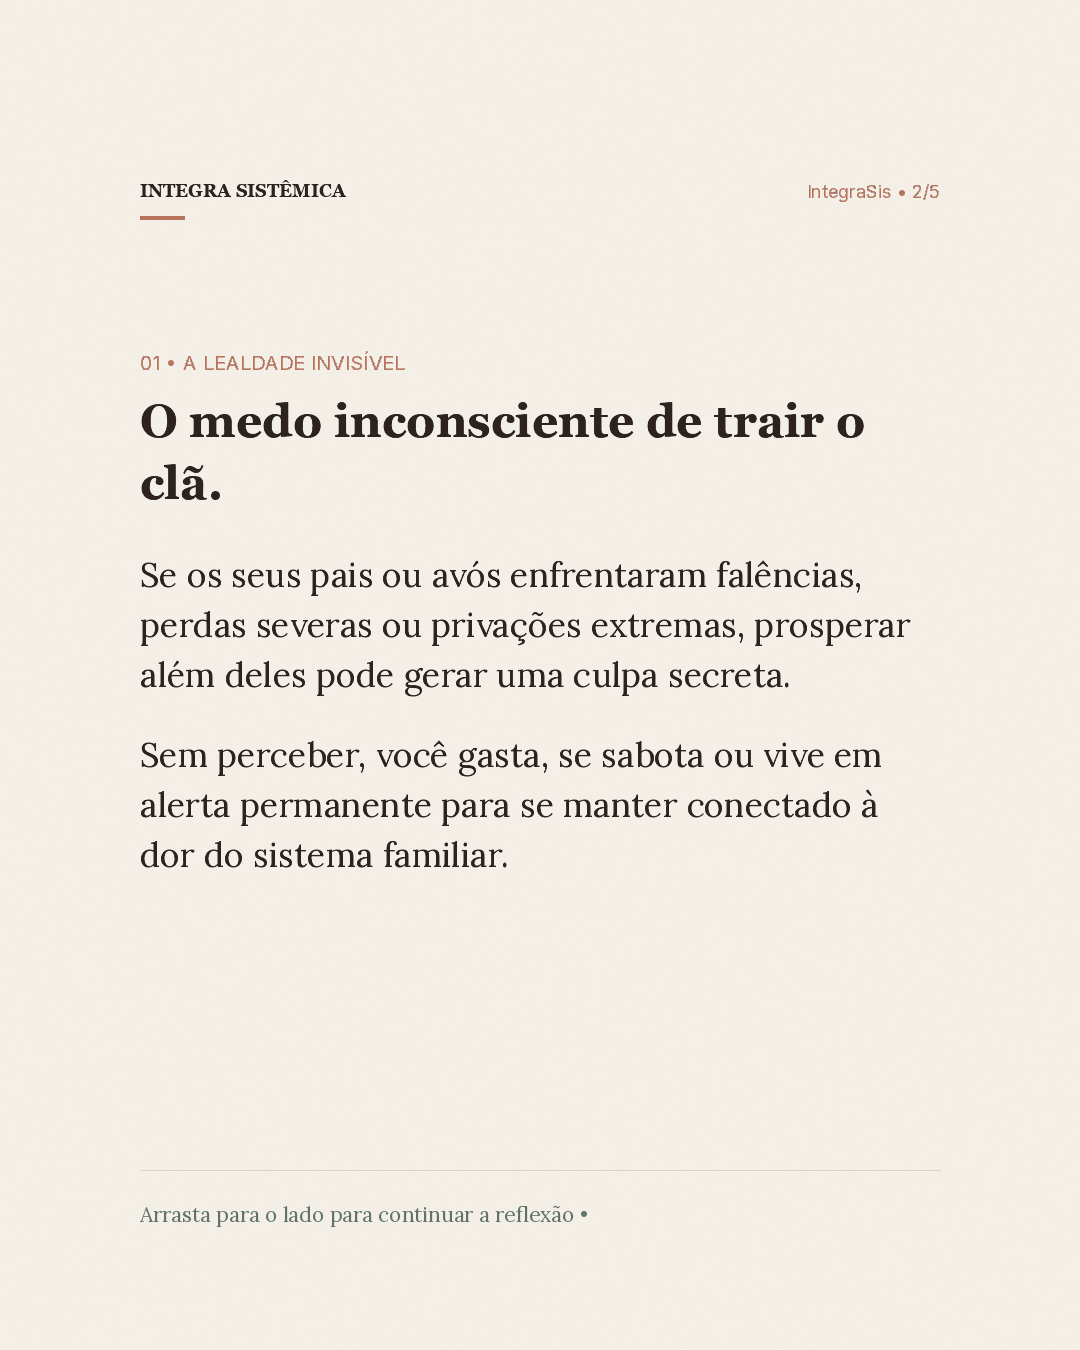 INTEGRA SISTÊMICA
IntegraSis • 2/5
01 • A LEALDADE INVISÍVEL
O medo inconsciente de trair o
clã.
Se os seus pais ou avós enfrentaram falências,
perdas severas ou privações extremas, prosperar
além deles pode gerar uma culpa secreta.
Sem perceber, você gasta, se sabota ou vive em
alerta permanente para se manter conectado à
dor do sistema familiar.
Arrasta para o lado para continuar a reflexão •